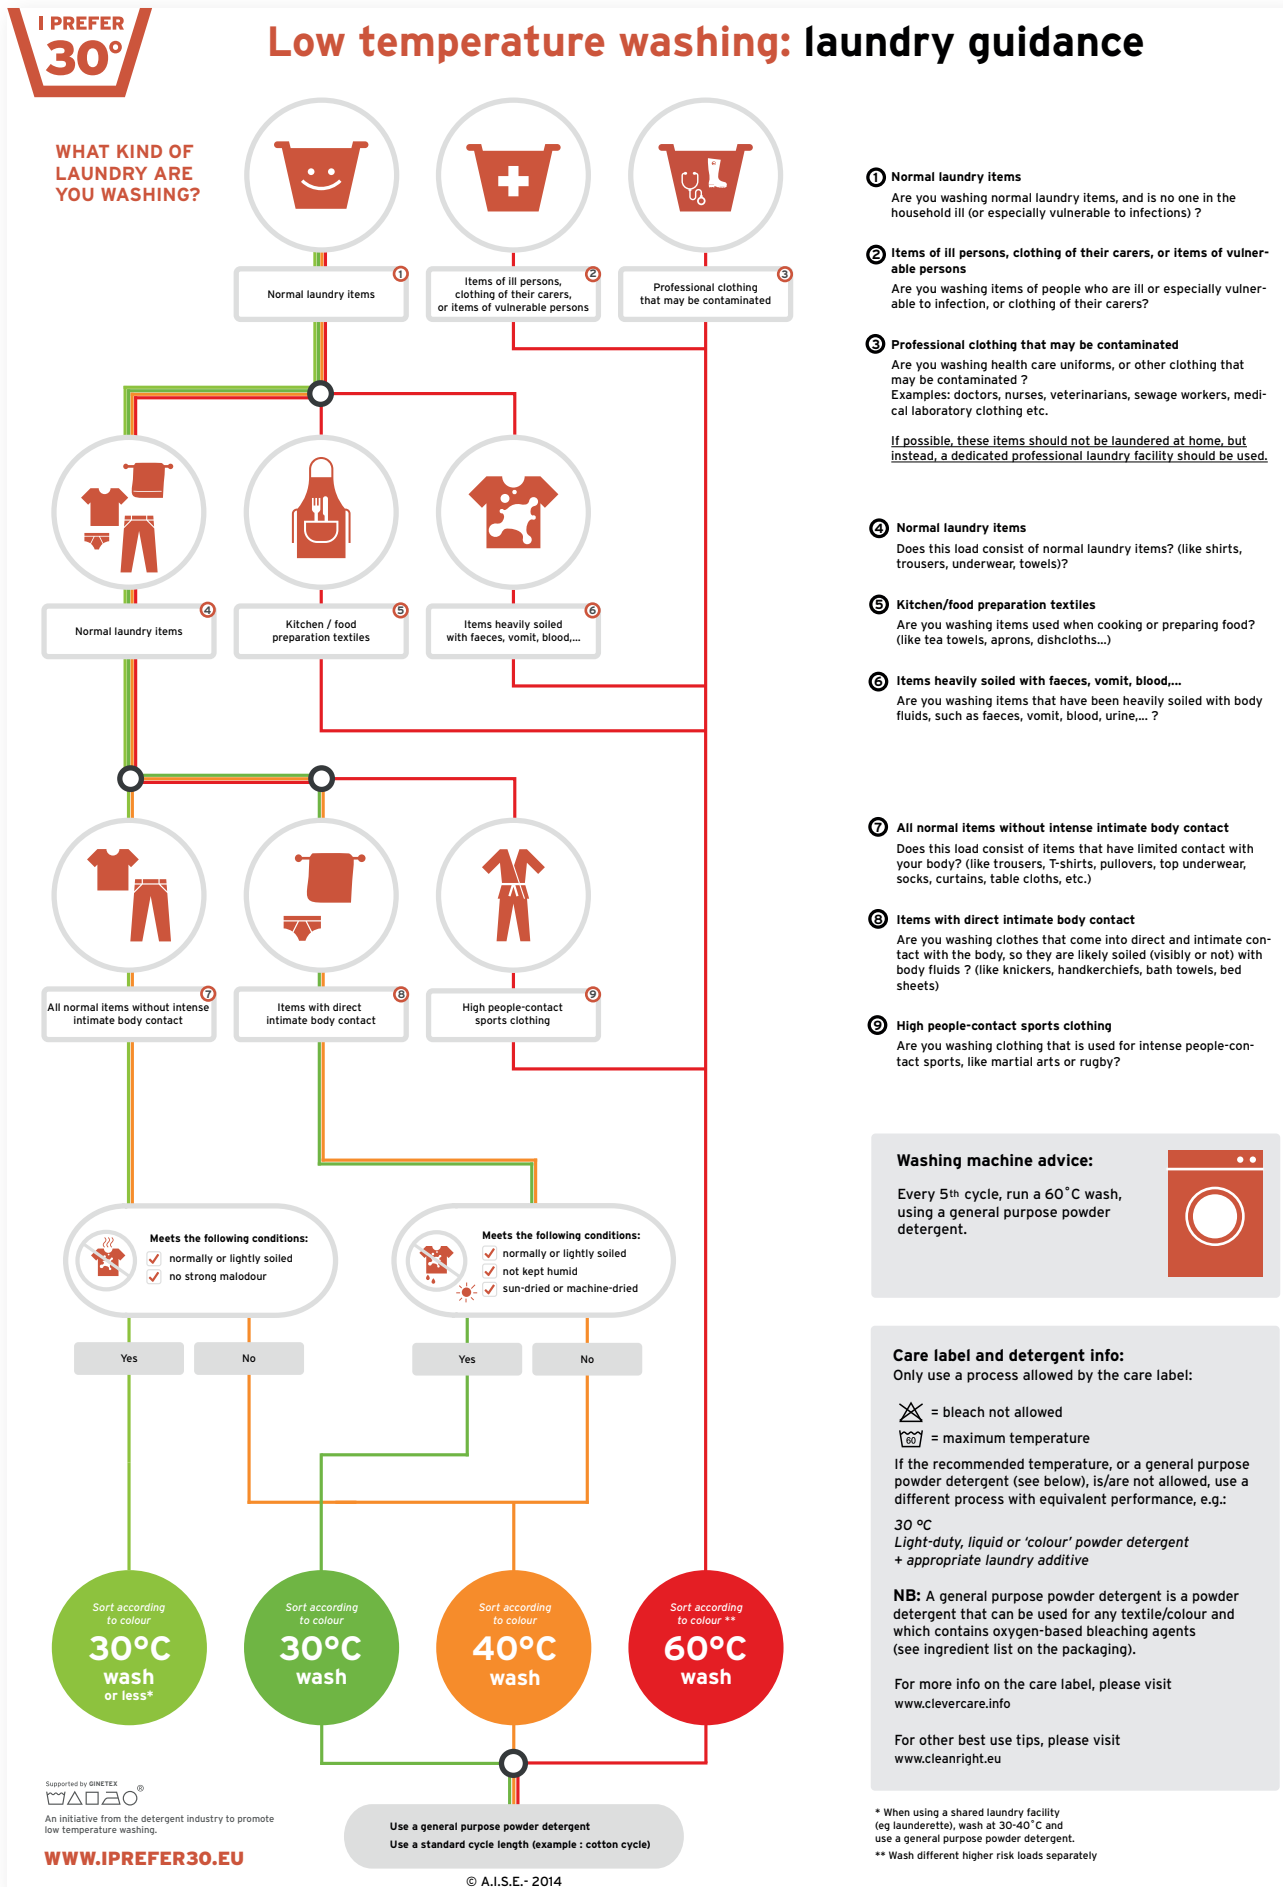 I PREFER
30°
Low temperature washing: laundry guidance
WHAT KIND OF
LAUNDRY ARE
YOU WASHING?
1
Normal laundry items
2
Items of ill persons,
clothing of their carers,
or items of vulnerable persons
3
Professional clothing
that may be contaminated
4
Normal laundry items
5
Kitchen / food
preparation textiles
6
Items heavily soiled
with faeces, vomit, blood,...
7
All normal items without intense
intimate body contact
8
Items with direct
intimate body contact
9
High people-contact
sports clothing
Meets the following conditions:
normally or lightly soiled
no strong malodour
Meets the following conditions:
normally or lightly soiled
not kept humid
sun-dried or machine-dried
Yes
No
Yes
No
Sort according
to colour
30°C
wash
or less*
Sort according
to colour
30°C
wash
Sort according
to colour
40°C
wash
Sort according
to colour **
60°C
wash
Use a general purpose powder detergent
Use a standard cycle length (example : cotton cycle)
Supported by GINETEX
®
An initiative from the detergent industry to promote
low temperature washing.
WWW.IPREFER30.EU
© A.I.S.E.- 2014
1 Normal laundry items
Are you washing normal laundry items, and is no one in the
household ill (or especially vulnerable to infections) ?
2 Items of ill persons, clothing of their carers, or items of vulner-
able persons
Are you washing items of people who are ill or especially vulner-
able to infection, or clothing of their carers?
3 Professional clothing that may be contaminated
Are you washing health care uniforms, or other clothing that
may be contaminated ?
Examples: doctors, nurses, veterinarians, sewage workers, medi-
cal laboratory clothing etc.
If possible, these items should not be laundered at home, but
instead, a dedicated professional laundry facility should be used.
4 Normal laundry items
Does this load consist of normal laundry items? (like shirts,
trousers, underwear, towels)?
5 Kitchen/food preparation textiles
Are you washing items used when cooking or preparing food?
(like tea towels, aprons, dishcloths...)
6 Items heavily soiled with faeces, vomit, blood,...
Are you washing items that have been heavily soiled with body
fluids, such as faeces, vomit, blood, urine,... ?
7 All normal items without intense intimate body contact
Does this load consist of items that have limited contact with
your body? (like trousers, T-shirts, pullovers, top underwear,
socks, curtains, table cloths, etc.)
8 Items with direct intimate body contact
Are you washing clothes that come into direct and intimate con-
tact with the body, so they are likely soiled (visibly or not) with
body fluids ? (like knickers, handkerchiefs, bath towels, bed
sheets)
9 High people-contact sports clothing
Are you washing clothing that is used for intense people-con-
tact sports, like martial arts or rugby?
Washing machine advice:
Every 5th cycle, run a 60°C wash,
using a general purpose powder
detergent.
Care label and detergent info:
Only use a process allowed by the care label:
= bleach not allowed
60 = maximum temperature
If the recommended temperature, or a general purpose
powder detergent (see below), is/are not allowed, use a
different process with equivalent performance, e.g.:
30 ºC
Light-duty, liquid or ‘colour’ powder detergent
+ appropriate laundry additive
NB: A general purpose powder detergent is a powder
detergent that can be used for any textile/colour and
which contains oxygen-based bleaching agents
(see ingredient list on the packaging).
For more info on the care label, please visit
www.clevercare.info
For other best use tips, please visit
www.cleanright.eu
* When using a shared laundry facility
(eg launderette), wash at 30-40°C and
use a general purpose powder detergent.
** Wash different higher risk loads separately